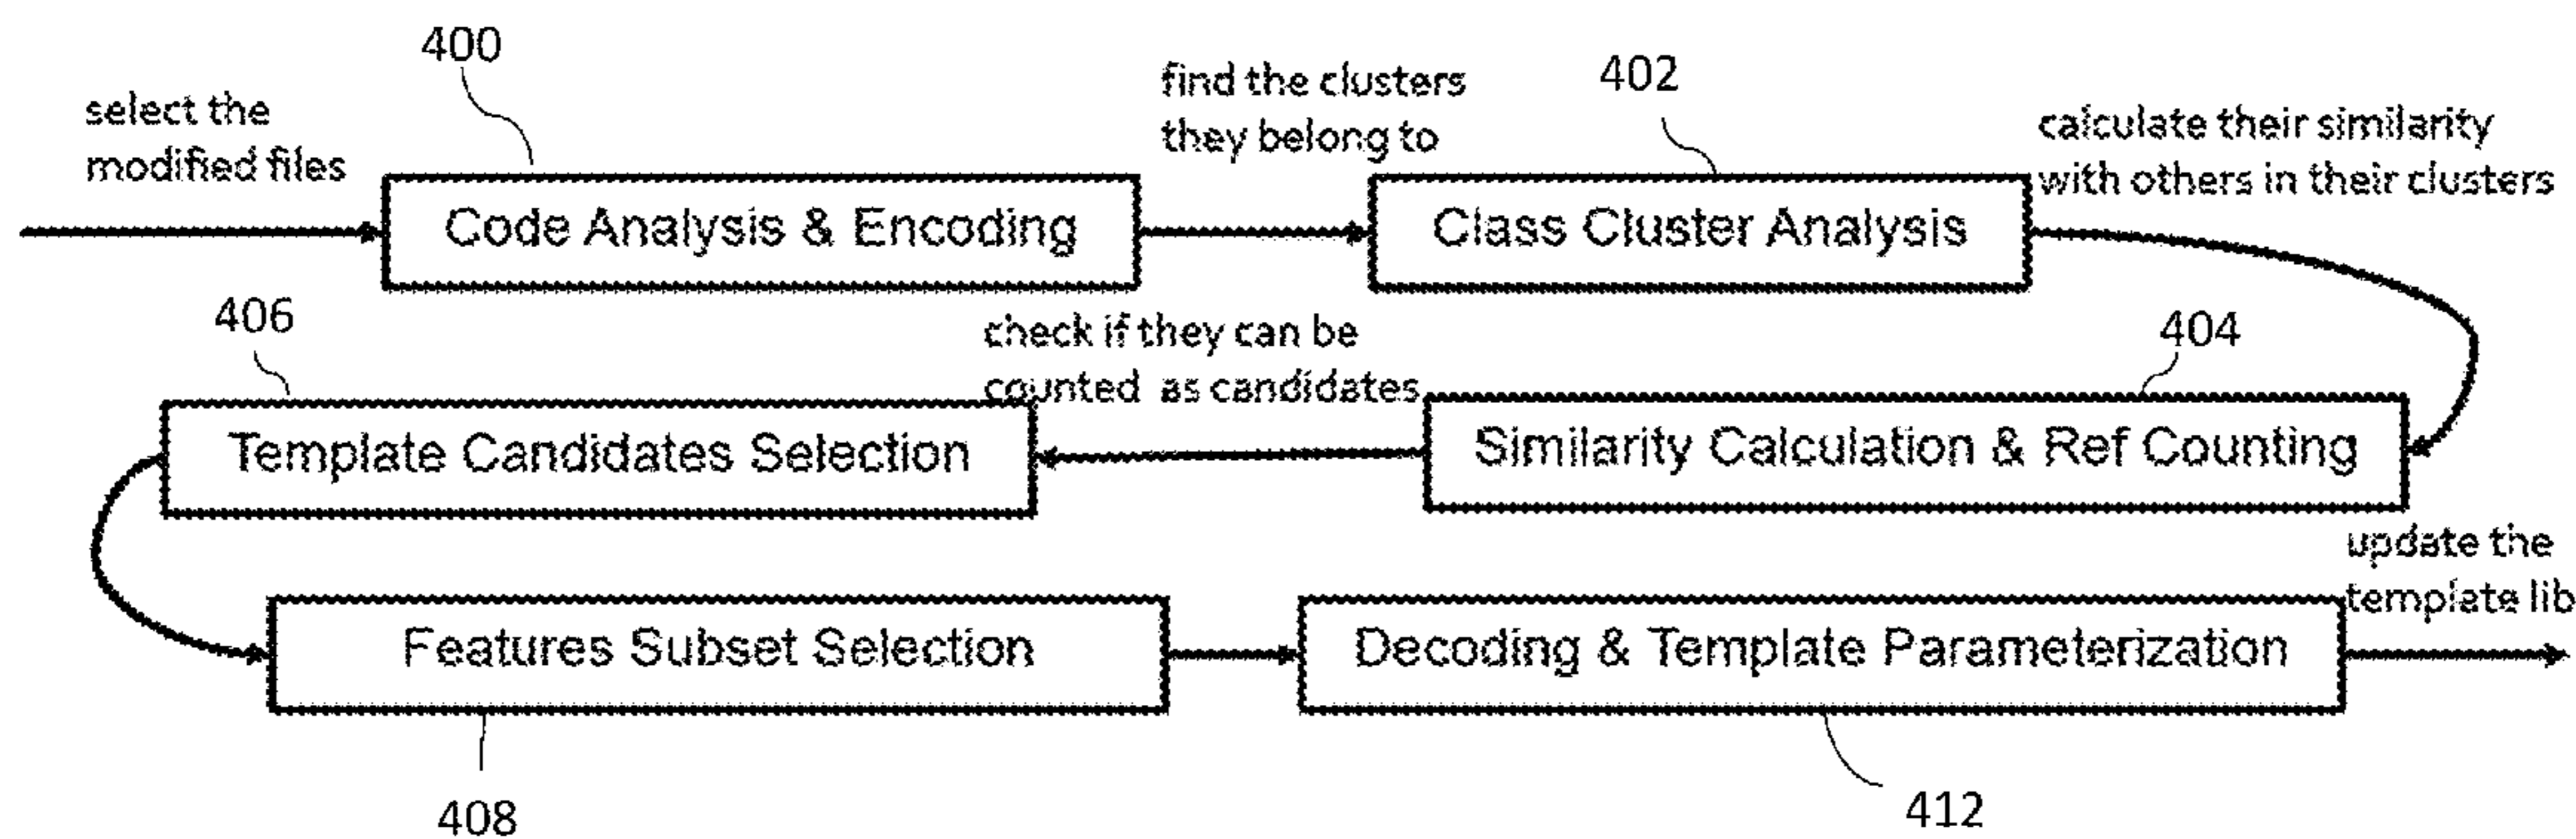 400
select the
modified files
Code Analysis & Encoding
find the clusters
they belong to
402
Class Cluster Analysis
calculate their similarity
with others in their clusters
404
Similarity Calculation & Ref Counting
check if they can be
counted as candidates
406
Template Candidates Selection
Features Subset Selection
408
Decoding & Template Parameterization
412
update the
template lib